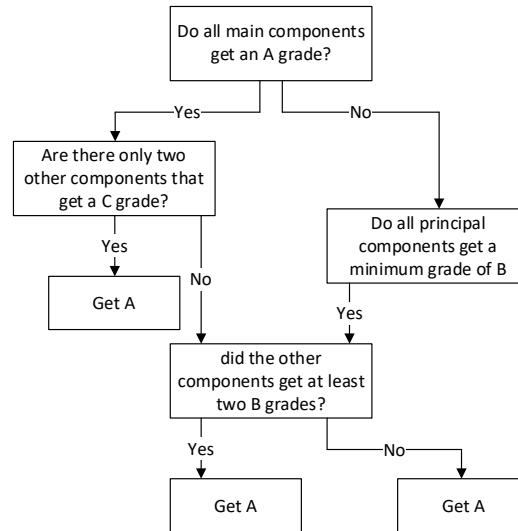 Do all main components
get an A grade?
Yes
No
Are there only two
other components that
get a C grade?
Do all principal
components get a
minimum grade of B
Yes
No
Get A
Yes
did the other
components get at least
two B grades?
Yes
No
Get A
Get A